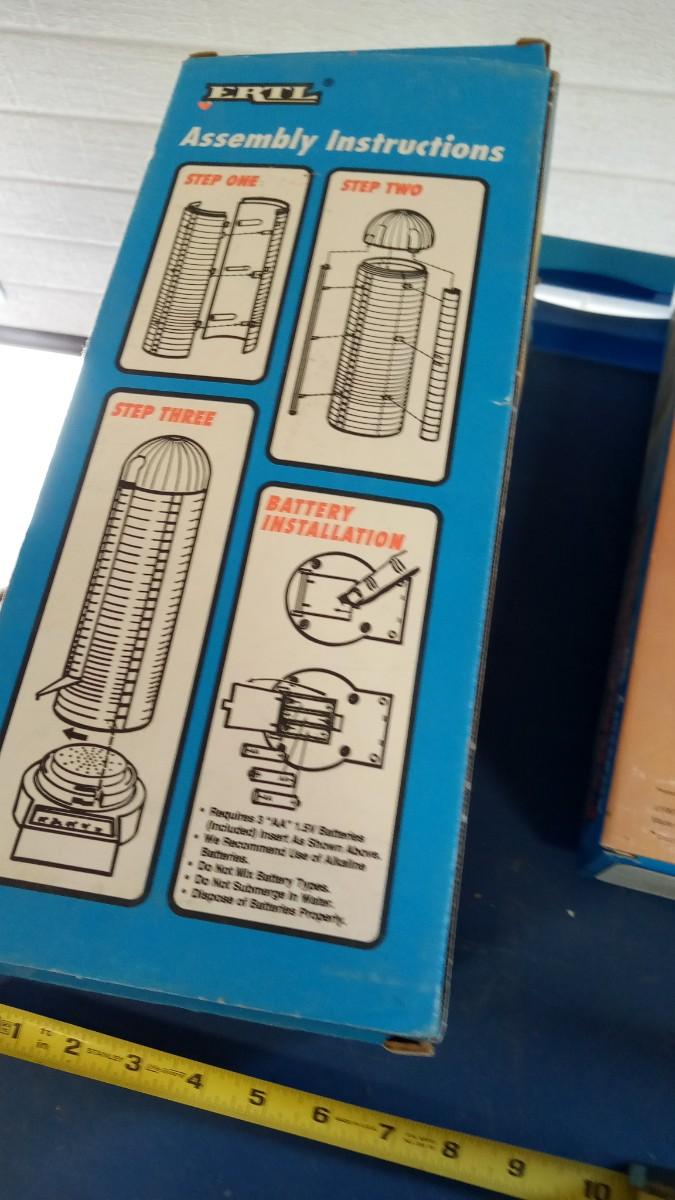 ERTL®
Assembly Instructions
STEP ONE
STEP TWO
STEP THREE
BATTERY
INSTALLATION
• Requires 3 "AA" 1.5V Batteries
(Included) Insert As Shown Above.
• We Recommend Use of Alkaline
Batteries.
• Do Not Mix Battery Types.
• Do Not Submerge In Water.
• Dispose of Batteries Properly.
1 ft in 2 STANLEY 3 4 5 6 7 8 9 10